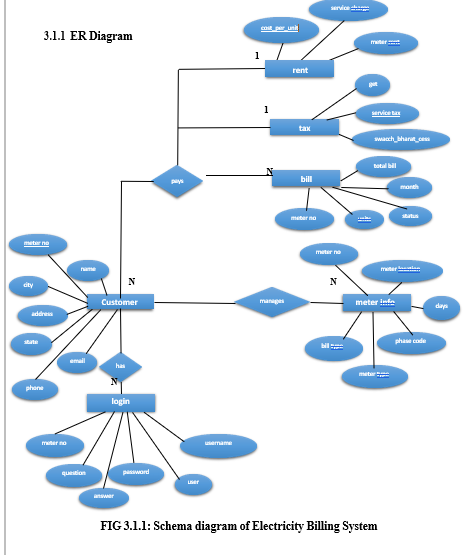 service
cost_per_unit
3.1.1 ER Diagram
meter
1
rent
get
1
service tax
tax
swacch_bharat_cess
total bill
N
pays
bill
month
status
meter no
units
meter no
meter no
name
meter location
N
N
city
Customer
manages
meter info
days
address
state
phase code
email
has
bill type
phone
N
meter type
login
meter no
username
question
password
user
answer
FIG 3.1.1: Schema diagram of Electricity Billing System